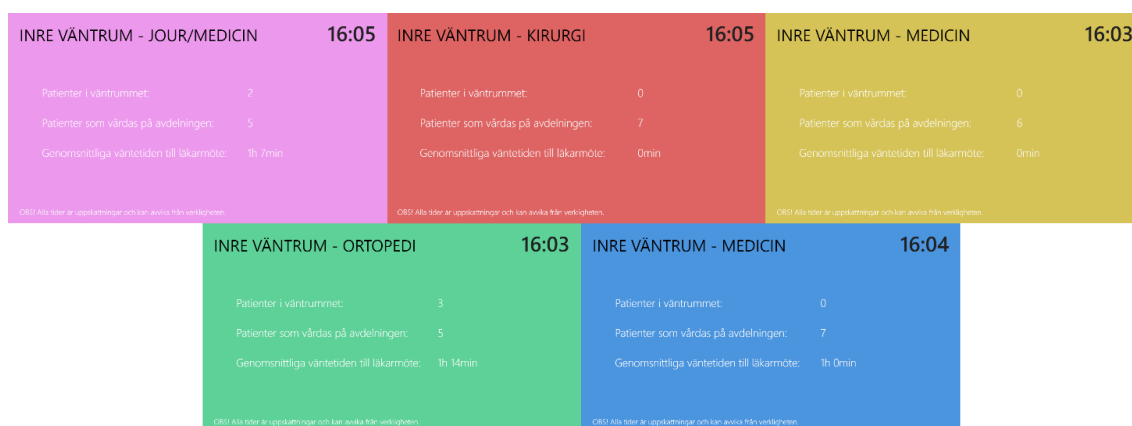 INRE VÄNTRUM - JOUR/MEDICIN 16:05
Patienter i väntrummet: 2
Patienter som vårdas på avdelningen: 5
Genomsnittliga väntetiden till läkarmöte: 1h 7min
OBS! Alla tider är uppskattningar och kan avvika från verkligheten.
INRE VÄNTRUM - KIRURGI 16:05
Patienter i väntrummet: 0
Patienter som vårdas på avdelningen: 7
Genomsnittliga väntetiden till läkarmöte: 0min
OBS! Alla tider är uppskattningar och kan avvika från verkligheten.
INRE VÄNTRUM - MEDICIN 16:03
Patienter i väntrummet: 0
Patienter som vårdas på avdelningen: 6
Genomsnittliga väntetiden till läkarmöte: 0min
OBS! Alla tider är uppskattningar och kan avvika från verkligheten.
INRE VÄNTRUM - ORTOPEDI 16:03
Patienter i väntrummet: 3
Patienter som vårdas på avdelningen: 5
Genomsnittliga väntetiden till läkarmöte: 1h 14min
OBS! Alla tider är uppskattningar och kan avvika från verkligheten.
INRE VÄNTRUM - MEDICIN 16:04
Patienter i väntrummet: 0
Patienter som vårdas på avdelningen: 7
Genomsnittliga väntetiden till läkarmöte: 1h 0min
OBS! Alla tider är uppskattningar och kan avvika från verkligheten.